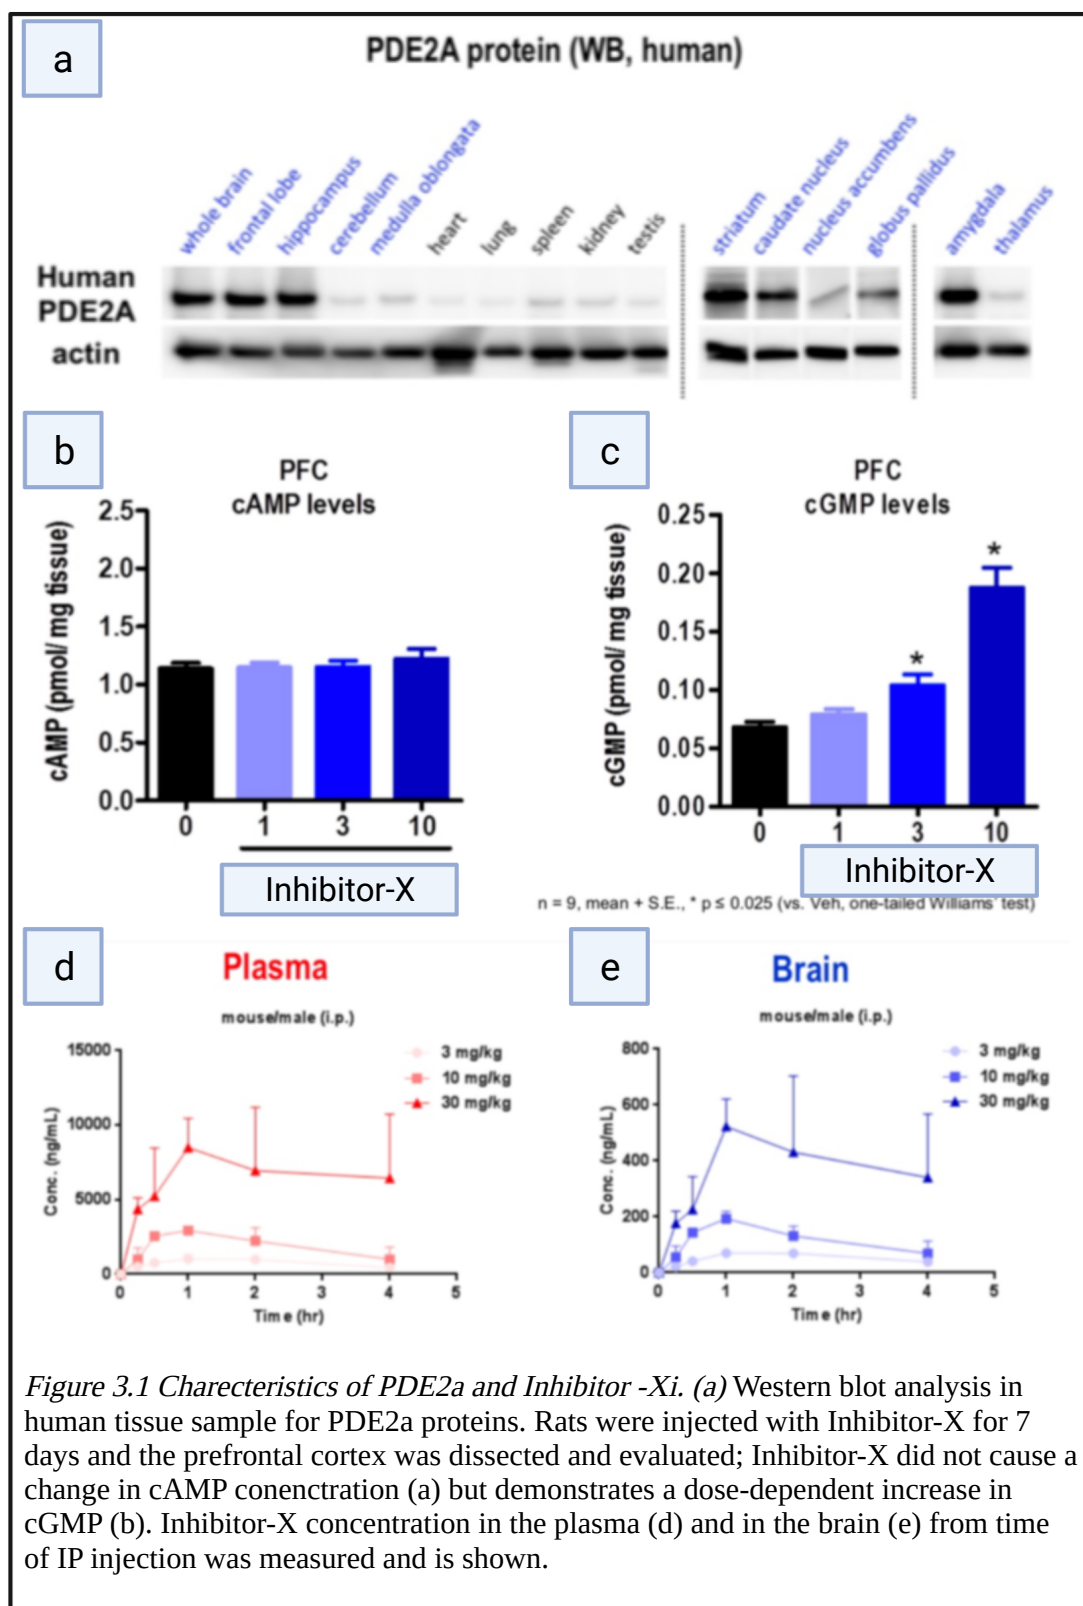 a
PDE2A protein (WB, human)
whole brain
frontal lobe
hippocampus
cerebellum
medulla oblongata
heart
lung
spleen
kidney
testis
striatum
caudate nucleus
nucleus accumbens
globus pallidus
amygdala
thalamus
Human
PDE2A
actin
b
PFC
cAMP levels
cAMP (pmol/ mg tissue)
2.5
2.0
1.5
1.0
0.5
0.0
0 1 3 10
Inhibitor-X
c
PFC
cGMP levels
cGMP (pmol/ mg tissue)
0.25
0.20
0.15
0.10
0.05
0.00
* *
0 1 3 10
Inhibitor-X
n = 9, mean + S.E., * p ≤ 0.025 (vs. Veh, one-tailed Williams' test)
d
Plasma
mouse/male (i.p.)
3 mg/kg
10 mg/kg
30 mg/kg
Conc. (ng/mL)
15000
10000
5000
0
0 1 2 3 4 5
Time (hr)
e
Brain
mouse/male (i.p.)
3 mg/kg
10 mg/kg
30 mg/kg
Conc. (ng/mL)
800
600
400
200
0
0 1 2 3 4 5
Time (hr)
Figure 3.1 Charecteristics of PDE2a and Inhibitor -Xi. (a) Western blot analysis in
human tissue sample for PDE2a proteins. Rats were injected with Inhibitor-X for 7
days and the prefrontal cortex was dissected and evaluated; Inhibitor-X did not cause a
change in cAMP conenctration (a) but demonstrates a dose-dependent increase in
cGMP (b). Inhibitor-X concentration in the plasma (d) and in the brain (e) from time
of IP injection was measured and is shown.